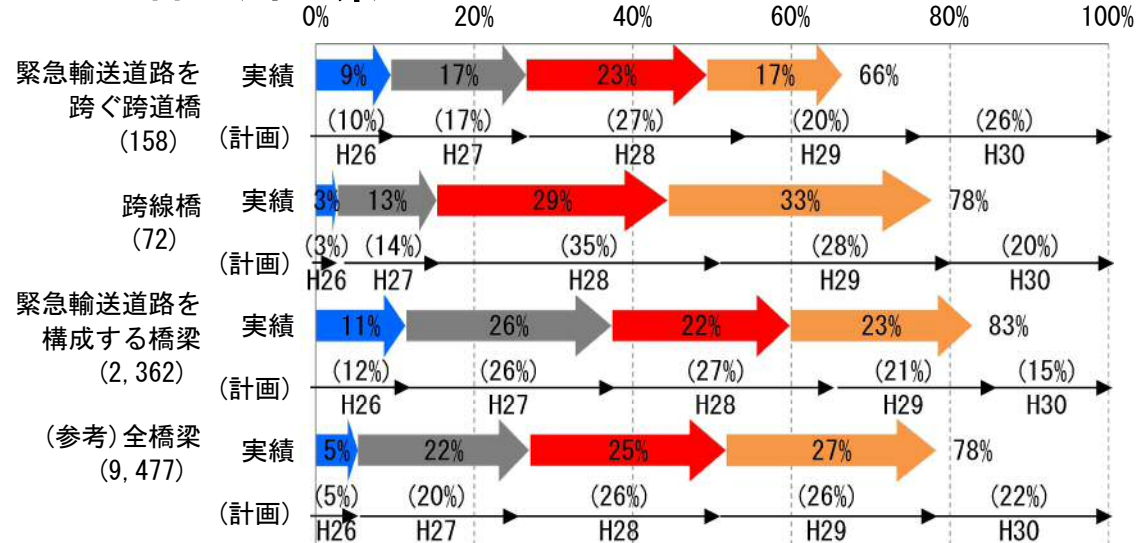 0% 20% 40% 60% 80% 100%
緊急輸送道路を
跨ぐ跨道橋
(158)
実績 9% 17% 23% 17% 66%
(計画) (10%) (17%) (27%) (20%) (26%)
H26 H27 H28 H29 H30
跨線橋
(72)
実績 3% 13% 29% 33% 78%
(計画) (3%) (14%) (35%) (28%) (20%)
H26 H27 H28 H29 H30
緊急輸送道路を
構成する橋梁
(2,362)
実績 11% 26% 22% 23% 83%
(計画) (12%) (26%) (27%) (21%) (15%)
H26 H27 H28 H29 H30
(参考)全橋梁
(9,477)
実績 5% 22% 25% 27% 78%
(計画) (5%) (20%) (26%) (26%) (22%)
H26 H27 H28 H29 H30